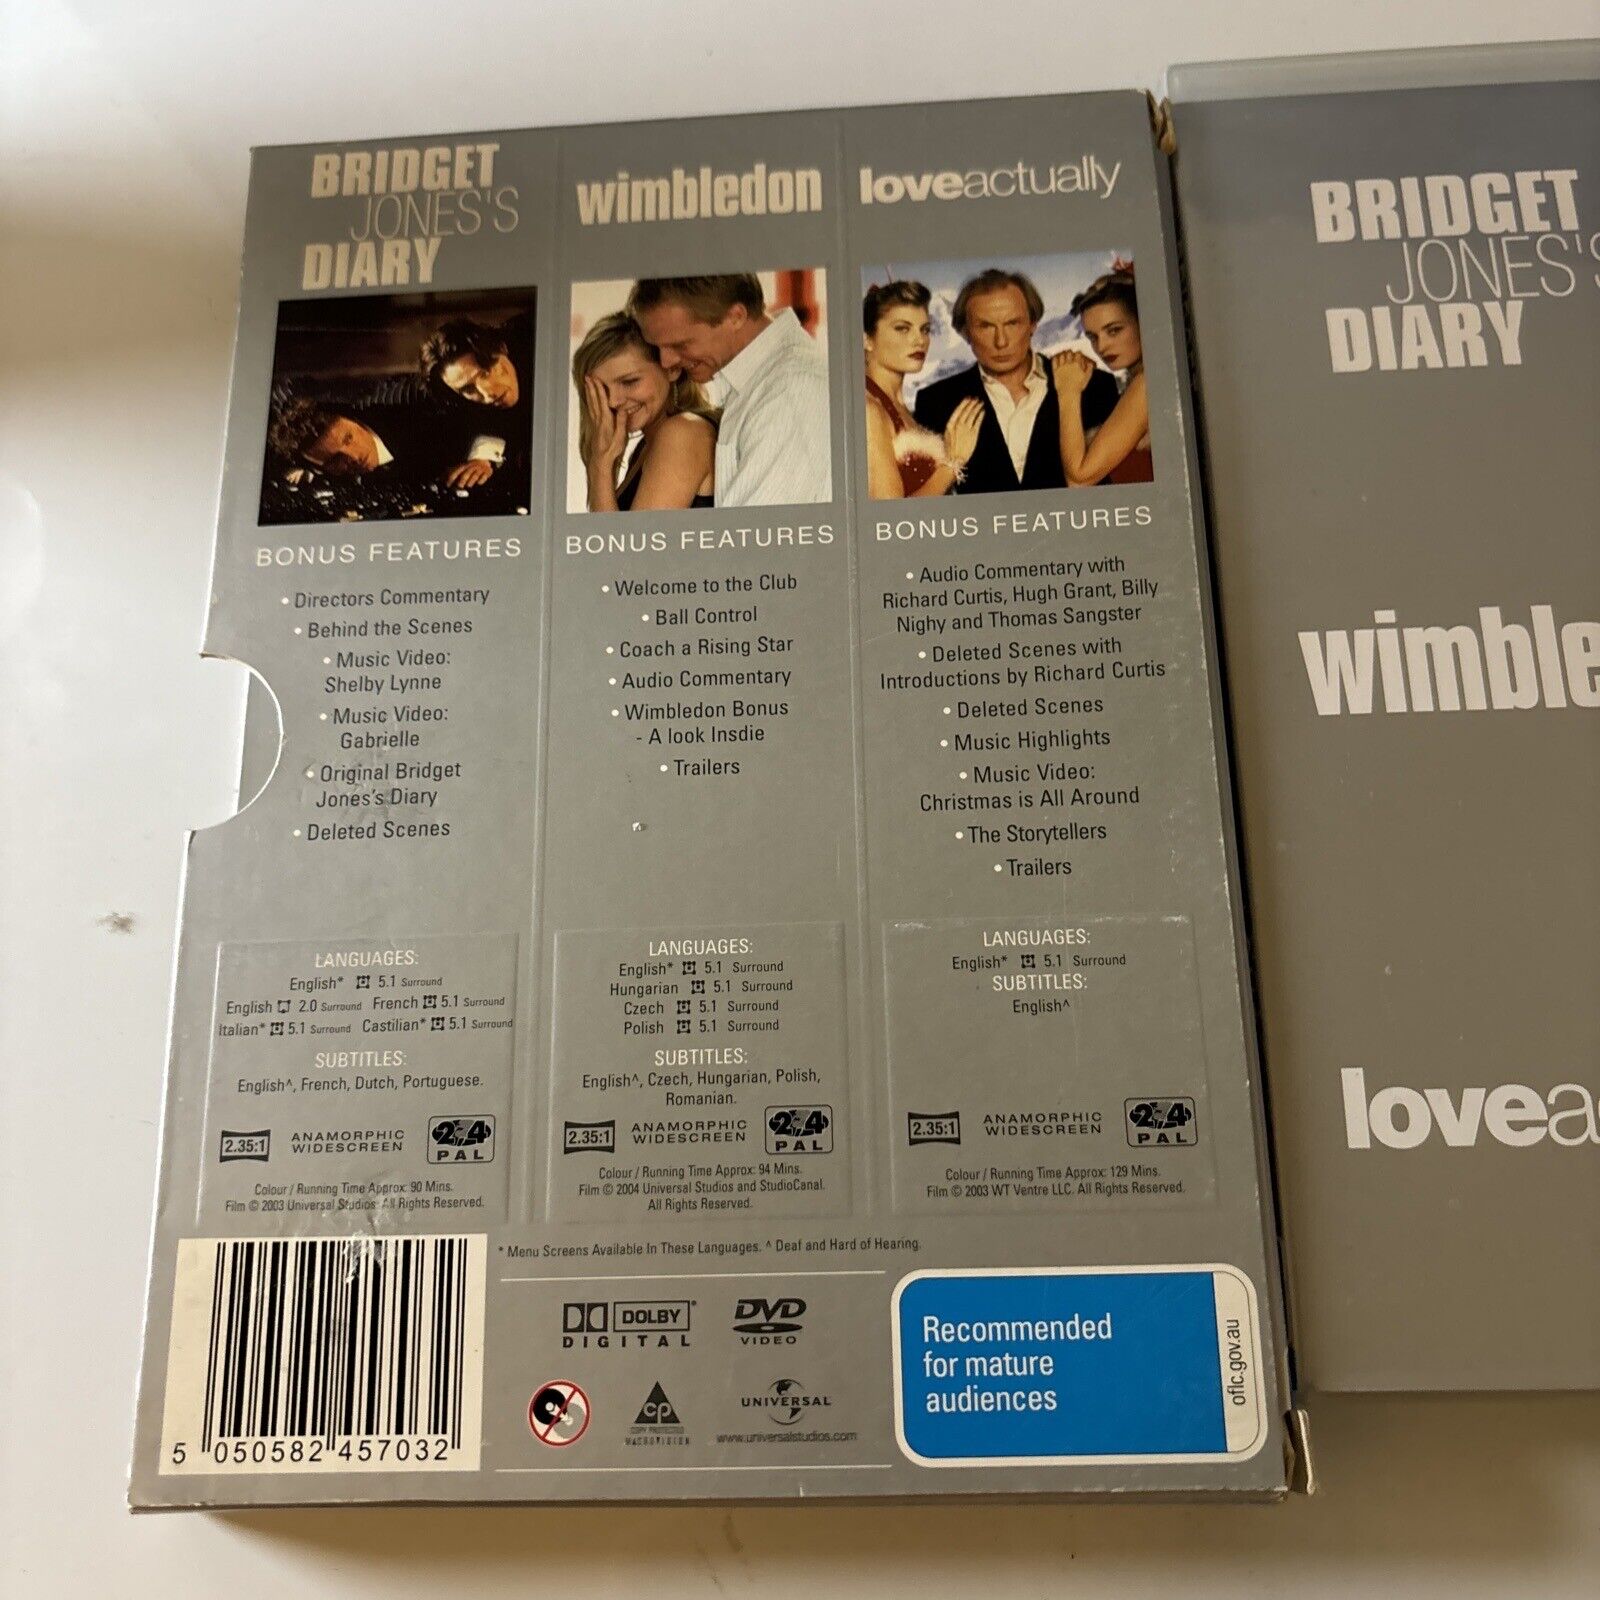 BRIDGET
JONES'S
DIARY
BONUS FEATURES
• Directors Commentary
• Behind the Scenes
• Music Video:
Shelby Lynne
• Music Video:
Gabrielle
• Original Bridget
Jones's Diary
• Deleted Scenes
LANGUAGES:
English* 5.1 Surround
English 2.0 Surround French 5.1 Surround
Italian* 5.1 Surround Castilian* 5.1 Surround
SUBTITLES:
English^, French, Dutch, Portuguese.
2.35:1 ANAMORPHIC
WIDESCREEN
2 4
PAL
Colour / Running Time Approx: 90 Mins.
Film © 2003 Universal Studios. All Rights Reserved.
wimbledon
BONUS FEATURES
• Welcome to the Club
• Ball Control
• Coach a Rising Star
• Audio Commentary
• Wimbledon Bonus
- A look Insdie
• Trailers
LANGUAGES:
English* 5.1 Surround
Hungarian 5.1 Surround
Czech 5.1 Surround
Polish 5.1 Surround
SUBTITLES:
English^, Czech, Hungarian, Polish,
Romanian.
2.35:1 ANAMORPHIC
WIDESCREEN
2 4
PAL
Colour / Running Time Approx: 94 Mins.
Film © 2004 Universal Studios and StudioCanal.
All Rights Reserved.
loveactually
BONUS FEATURES
• Audio Commentary with
Richard Curtis, Hugh Grant, Billy
Nighy and Thomas Sangster
• Deleted Scenes with
Introductions by Richard Curtis
• Deleted Scenes
• Music Highlights
• Music Video:
Christmas is All Around
• The Storytellers
• Trailers
LANGUAGES:
English* 5.1 Surround
SUBTITLES:
English^
2.35:1 ANAMORPHIC
WIDESCREEN
2 4
PAL
Colour / Running Time Approx: 129 Mins.
Film © 2003 WT Ventre LLC. All Rights Reserved.
* Menu Screens Available In These Languages. ^ Deaf and Hard of Hearing.
5 050582 457032
DOLBY
DIGITAL
DVD
VIDEO
cp
COPY PROTECTED
MACROVISION
UNIVERSAL
www.universalstudios.com
Recommended
for mature
audiences
oflc.gov.au
BRIDGET
JONES'S
DIARY
wimble
lovea